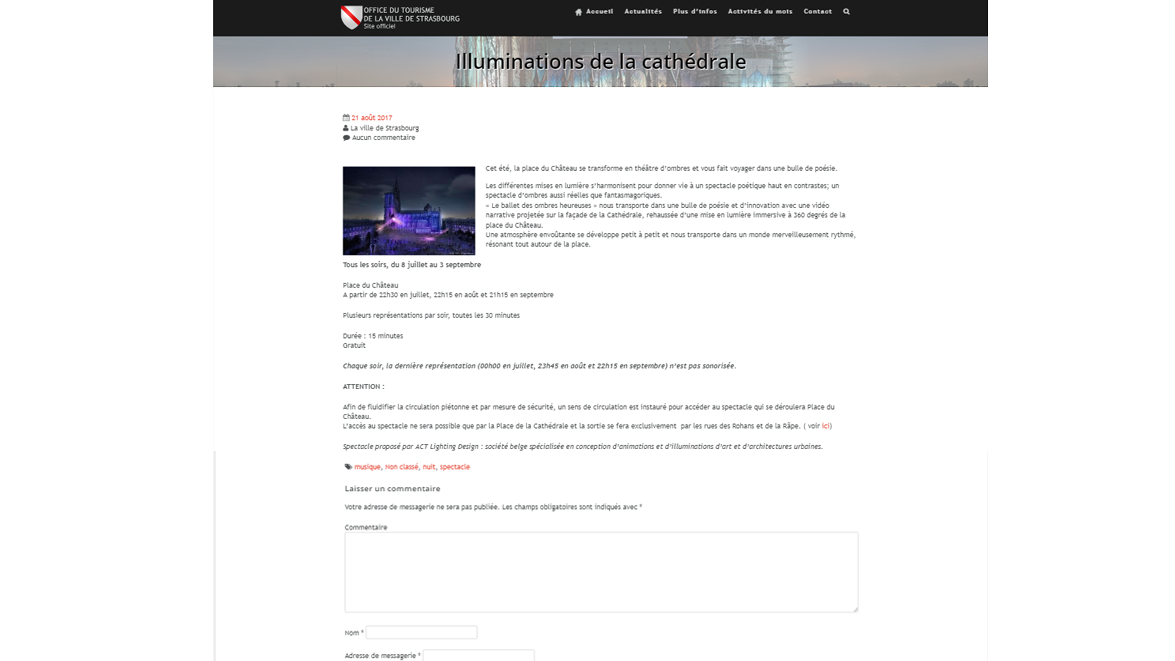 OFFICE DU TOURISME
DE LA VILLE DE STRASBOURG
Site officiel
Accueil Actualités Plus d'infos Activités du mois Contact
Illuminations de la cathédrale
21 août 2017
La ville de Strasbourg
Aucun commentaire
Cet été, la place du Château se transforme en théâtre d'ombres et vous fait voyager dans une bulle de poésie.
Les différentes mises en lumière s'harmonisent pour donner vie à un spectacle poétique haut en contrastes; un
spectacle d'ombres aussi réelles que fantasmagoriques.
« Le ballet des ombres heureuses » nous transporte dans une bulle de poésie et d'innovation avec une vidéo
narrative projetée sur la façade de la Cathédrale, rehaussée d'une mise en lumière immersive à 360 degrés de la
place du Château.
Une atmosphère envoûtante se développe petit à petit et nous transporte dans un monde merveilleusement rythmé,
résonant tout autour de la place.
Tous les soirs, du 8 juillet au 3 septembre
Place du Château
A partir de 22h30 en juillet, 22h15 en août et 21h15 en septembre
Plusieurs représentations par soir, toutes les 30 minutes
Durée : 15 minutes
Gratuit
Chaque soir, la dernière représentation (00h00 en juillet, 23h45 en août et 22h15 en septembre) n'est pas sonorisée.
ATTENTION :
Afin de fluidifier la circulation piétonne et par mesure de sécurité, un sens de circulation est instauré pour accéder au spectacle qui se déroulera Place du
Château.
L'accès au spectacle ne sera possible que par la Place de la Cathédrale et la sortie se fera exclusivement par les rues des Rohans et de la Râpe. ( voir ici)
Spectacle proposé par ACT Lighting Design : société belge spécialisée en conception d'animations et d'illuminations d'art et d'architectures urbaines.
musique, Non classé, nuit, spectacle
Laisser un commentaire
Votre adresse de messagerie ne sera pas publiée. Les champs obligatoires sont indiqués avec *
Commentaire
Nom *
Adresse de messagerie *